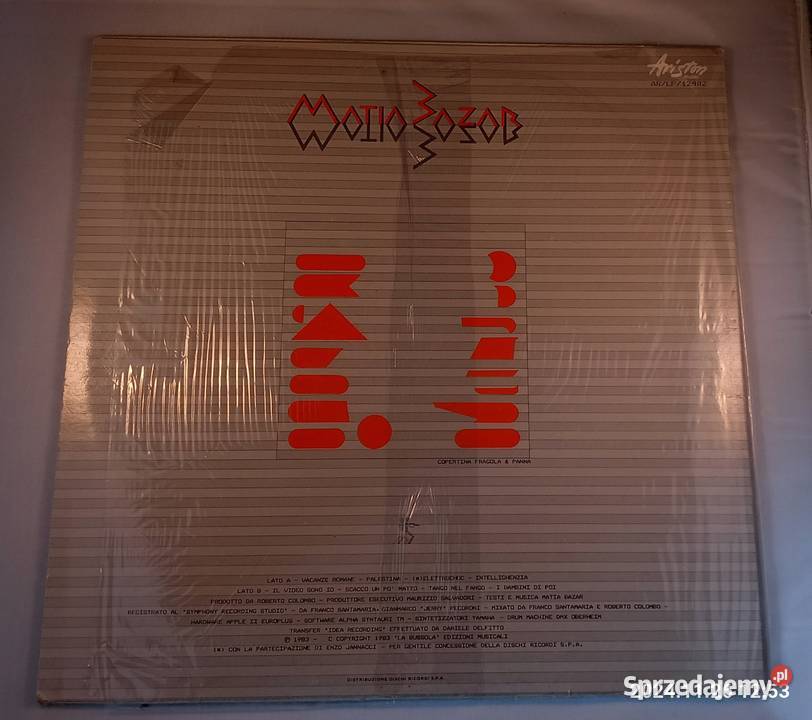 Ariston
AR/LP/12402
MATIA BAZAR
COPERTINA FRAGOLA & PANNA
LATO A - VACANZE ROMANE - PALESTINA - (*)ELETTROCHOC - INTELLIGHENZIA
LATO B - IL VIDEO SONO IO - SCACCO UN PO' MATTO - TANGO NEL FANGO - I BAMBINI DI POI
PRODOTTO DA ROBERTO COLOMBO - PRODUTTORE ESECUTIVO MAURIZIO SALVADORI - TESTI E MUSICA MATIA BAZAR
REGISTRATO AL "SYMPHONY RECORDING STUDIO" - DA FRANCO SANTAMARIA, GIANMARCO "JERRY" PECORONI - MIXATO DA FRANCO SANTAMARIA E ROBERTO COLOMBO -
HARDWARE APPLE II EUROPLUS - SOFTWARE ALPHA SYNTAURI TM - SINTETIZZATORI YAMAHA - DRUM MACHINE DMX OBERHEIM
TRANSFER "IDEA RECORDING" EFFETTUATO DA DANIELE DELFITTO
℗ 1983 - C COPYRIGHT 1983 "LA BUSSOLA" EDIZIONI MUSICALI
(*) CON LA PARTECIPAZIONE DI ENZO JANNACCI - PER GENTILE CONCESSIONE DELLA DISCHI RICORDI S.P.A.
DISTRIBUZIONE DISCHI RICORDI S.P.A.
Sprzedajemy.pl